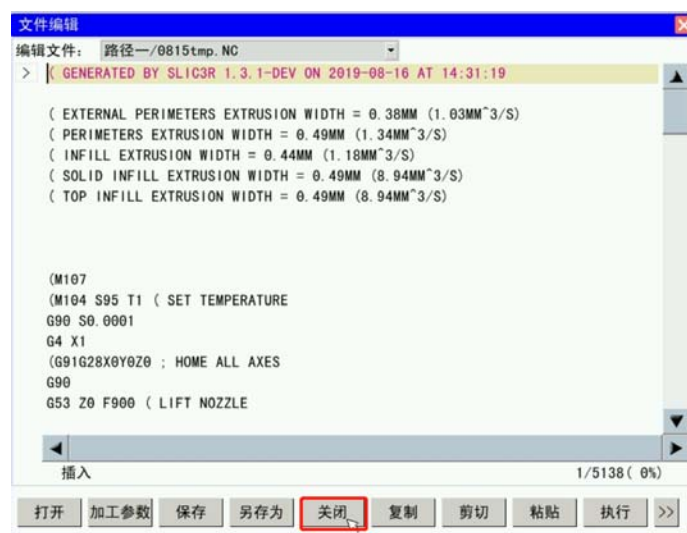 文件编辑
编辑文件: 路径一/0815tmp.NC
> ( GENERATED BY SLIC3R 1.3.1-DEV ON 2019-08-16 AT 14:31:19
( EXTERNAL PERIMETERS EXTRUSION WIDTH = 0.38MM (1.03MM^3/S)
( PERIMETERS EXTRUSION WIDTH = 0.49MM (1.34MM^3/S)
( INFILL EXTRUSION WIDTH = 0.44MM (1.18MM^3/S)
( SOLID INFILL EXTRUSION WIDTH = 0.49MM (8.94MM^3/S)
( TOP INFILL EXTRUSION WIDTH = 0.49MM (8.94MM^3/S)
(M107
(M104 S95 T1 ( SET TEMPERATURE
G90 S0.0001
G4 X1
(G91G28X0Y0Z0 ; HOME ALL AXES
G90
G53 Z0 F900 ( LIFT NOZZLE
插入 1/5138( 0%)
打开 加工参数 保存 另存为 关闭 复制 剪切 粘贴 执行 >>